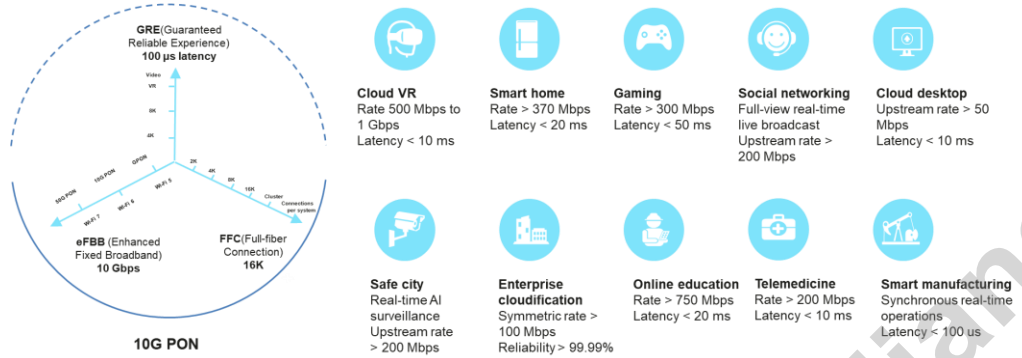 GRE(Guaranteed
Reliable Experience)
100 µs latency
Video
VR
8K
4K
GPON
10G PON
50G PON
Wi-Fi 5
Wi-Fi 6
Wi-Fi 7
2K
4K
8K
16K
Cluster
Connections
per system
eFBB (Enhanced
Fixed Broadband)
10 Gbps
FFC(Full-fiber
Connection)
16K
10G PON
Cloud VR
Rate 500 Mbps to
1 Gbps
Latency < 10 ms
Smart home
Rate > 370 Mbps
Latency < 20 ms
Gaming
Rate > 300 Mbps
Latency < 50 ms
Social networking
Full-view real-time
live broadcast
Upstream rate >
200 Mbps
Cloud desktop
Upstream rate > 50
Mbps
Latency < 10 ms
Safe city
Real-time AI
surveillance
Upstream rate
> 200 Mbps
Enterprise
cloudification
Symmetric rate >
100 Mbps
Reliability > 99.99%
Online education
Rate > 750 Mbps
Latency < 20 ms
Telemedicine
Rate > 200 Mbps
Latency < 10 ms
Smart manufacturing
Synchronous real-time
operations
Latency < 100 us